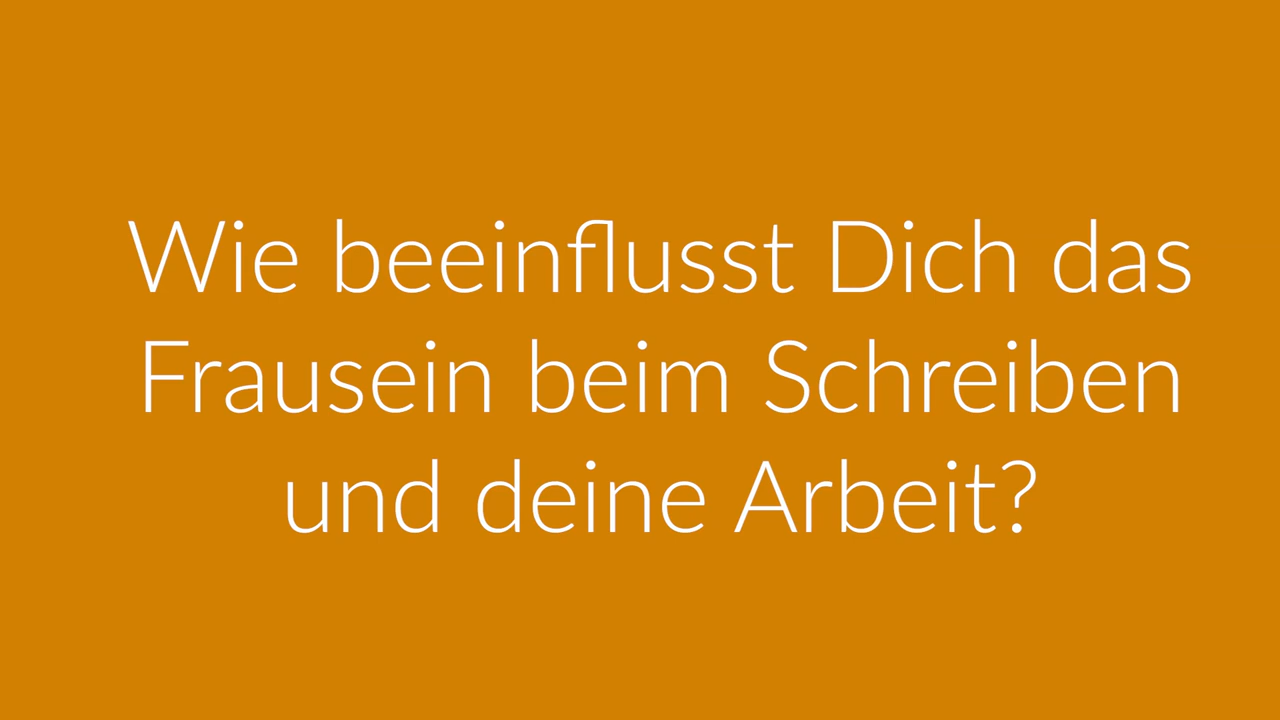 Wie beeinflusst Dich das
Frausein beim Schreiben
und deine Arbeit?